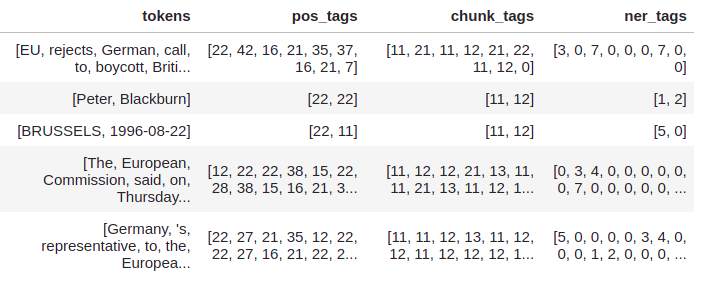 tokens pos_tags chunk_tags ner_tags
[EU, rejects, German, call, [22, 42, 16, 21, 35, 37, [11, 21, 11, 12, 21, 22, [3, 0, 7, 0, 0, 0, 7, 0,
to, boycott, Briti... 16, 21, 7] 11, 12, 0] 0]
[Peter, Blackburn] [22, 22] [11, 12] [1, 2]
[BRUSSELS, 1996-08-22] [22, 11] [11, 12] [5, 0]
[The, European, [12, 22, 22, 38, 15, 22, [11, 12, 12, 21, 13, 11, [0, 3, 4, 0, 0, 0, 0, 0,
Commission, said, on, 28, 38, 15, 16, 21, 3... 11, 21, 13, 11, 12, 1... 0, 7, 0, 0, 0, 0, 0, ...
Thursday...
[Germany, 's, [22, 27, 21, 35, 12, 22, [11, 11, 12, 13, 11, 12, [5, 0, 0, 0, 0, 3, 4, 0,
representative, to, the, 22, 27, 16, 21, 22, 2... 12, 11, 12, 12, 12, 1... 0, 0, 1, 2, 0, 0, 0, ...
Europea...